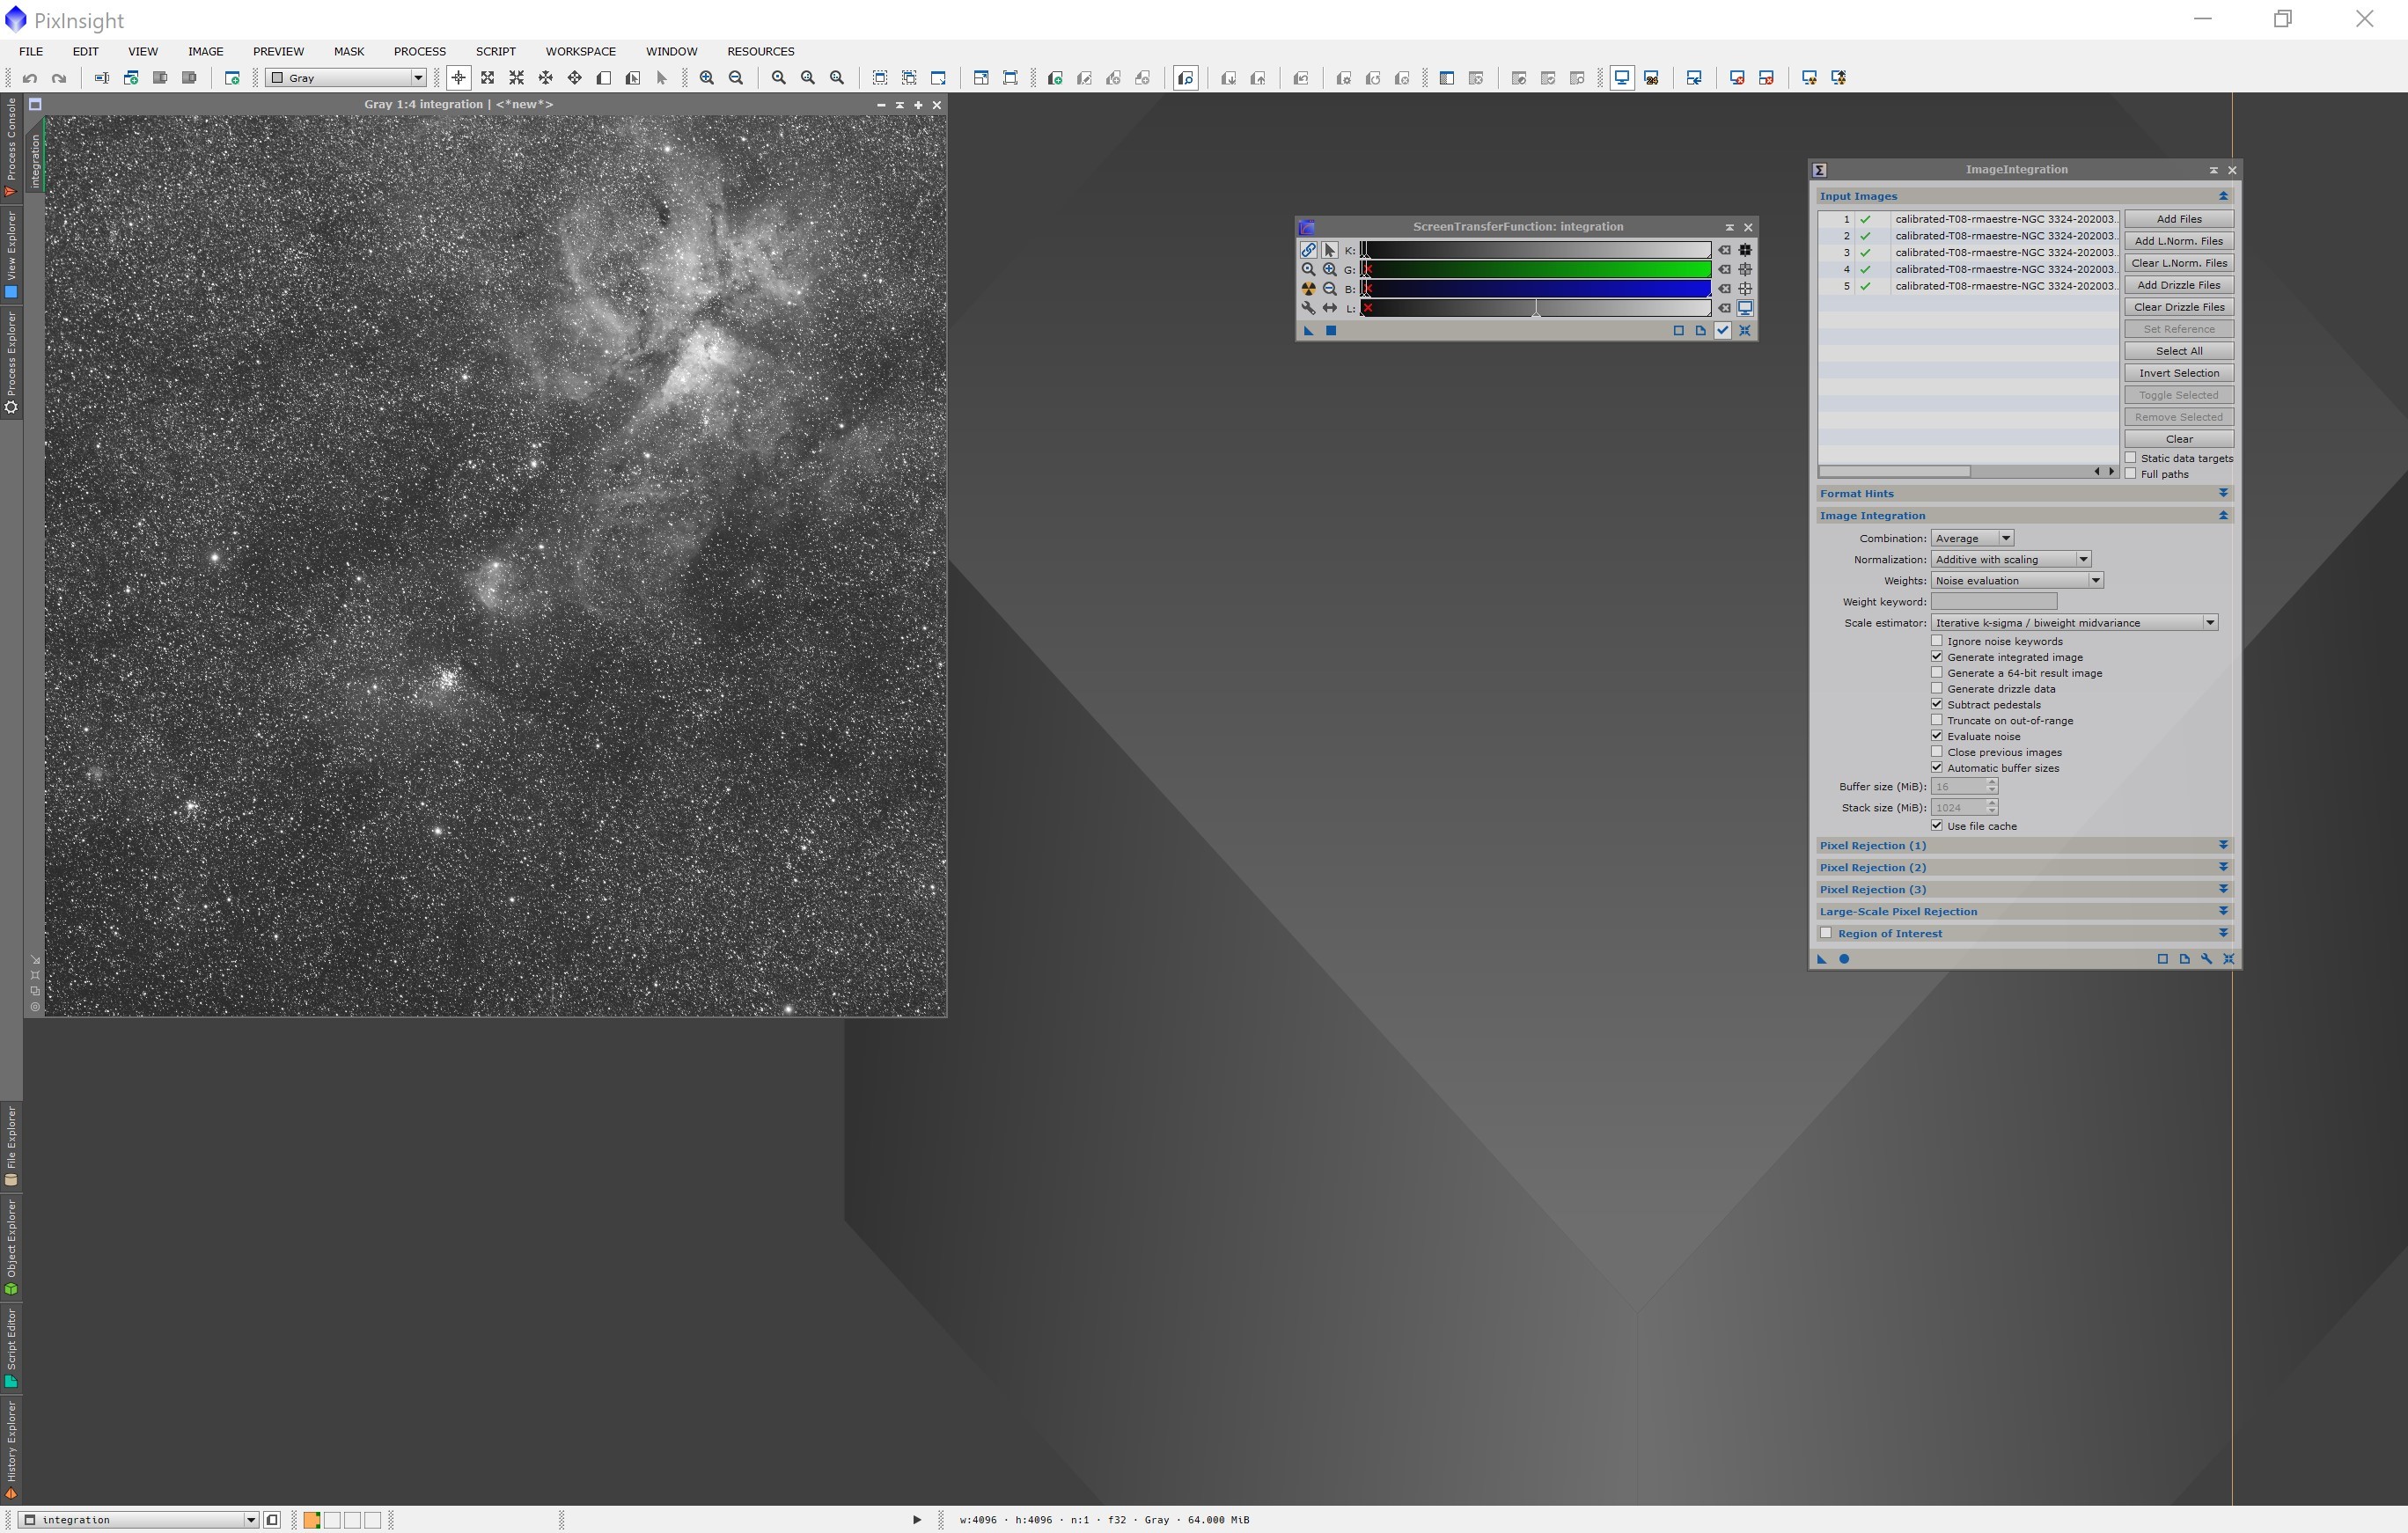 PixInsight
FILE EDIT VIEW IMAGE PREVIEW MASK PROCESS SCRIPT WORKSPACE WINDOW RESOURCES
Gray
Process Console
View Explorer
Process Explorer
File Explorer
Object Explorer
Script Editor
History Explorer
Gray 1:4 integration | <*new*>
integration
ScreenTransferFunction: integration
K:
G:
B:
L:
ImageIntegration
Input Images
1 calibrated-T08-rmaestre-NGC 3324-202003...
2 calibrated-T08-rmaestre-NGC 3324-202003...
3 calibrated-T08-rmaestre-NGC 3324-202003...
4 calibrated-T08-rmaestre-NGC 3324-202003...
5 calibrated-T08-rmaestre-NGC 3324-202003...
Add Files
Add L.Norm. Files
Clear L.Norm. Files
Add Drizzle Files
Clear Drizzle Files
Set Reference
Select All
Invert Selection
Toggle Selected
Remove Selected
Clear
Static data targets
Full paths
Format Hints
Image Integration
Combination: Average
Normalization: Additive with scaling
Weights: Noise evaluation
Weight keyword:
Scale estimator: Iterative k-sigma / biweight midvariance
Ignore noise keywords
Generate integrated image
Generate a 64-bit result image
Generate drizzle data
Subtract pedestals
Truncate on out-of-range
Evaluate noise
Close previous images
Automatic buffer sizes
Buffer size (MiB): 16
Stack size (MiB): 1024
Use file cache
Pixel Rejection (1)
Pixel Rejection (2)
Pixel Rejection (3)
Large-Scale Pixel Rejection
Region of Interest
integration
w:4096 · h:4096 · n:1 · f32 · Gray · 64.000 MiB